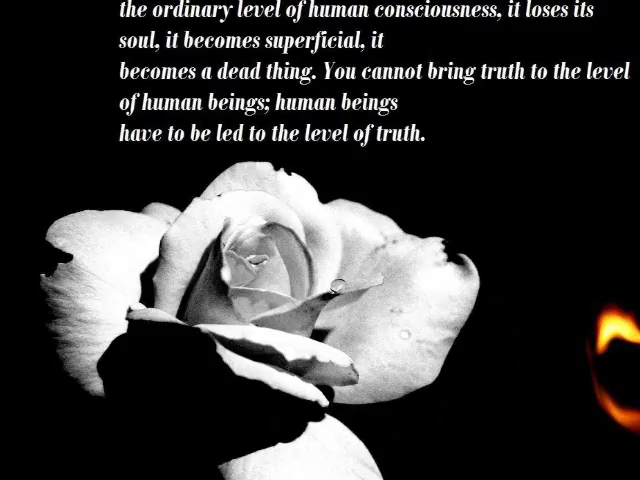 the ordinary level of human consciousness, it loses its
soul, it becomes superficial, it
becomes a dead thing. You cannot bring truth to the level
of human beings; human beings
have to be led to the level of truth.